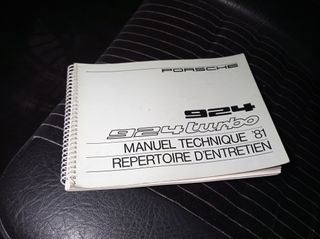 PORSCHE
924
924 turbo
MANUEL TECHNIQUE '81
REPERTOIRE D'ENTRETIEN